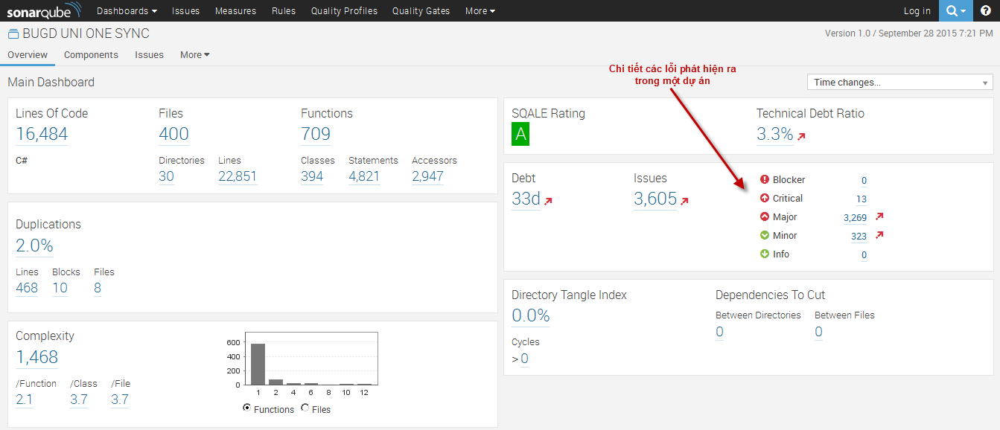 sonarqube Dashboards Issues Measures Rules Quality Profiles Quality Gates More Log in ?
BUGD UNI ONE SYNC
Version 1.0 / September 28 2015 7:21 PM
Overview Components Issues More
Chi tiết các lỗi phát hiện ra
trong một dự án
Main Dashboard
Time changes...
Lines Of Code Files Functions
16,484 400 709
C# Directories Lines Classes Statements Accessors
30 22,851 394 4,821 2,947
Duplications
2.0%
Lines Blocks Files
468 10 8
Complexity
1,468
/Function /Class /File
2.1 3.7 3.7
600
400
200
0
1 2 4 6 8 10 12
Functions Files
SQALE Rating Technical Debt Ratio
A 3.3%
Debt Issues
33d 3,605
Blocker 0
Critical 13
Major 3,269
Minor 323
Info 0
Directory Tangle Index
0.0%
Cycles
> 0
Dependencies To Cut
Between Directories Between Files
0 0